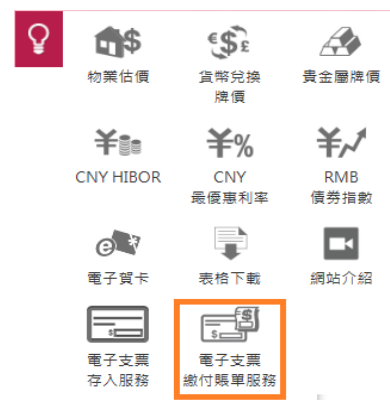 物業估價
貨幣兌換
牌價
貴金屬牌價
CNY HIBOR
CNY
最優惠利率
RMB
債券指數
電子賀卡
表格下載
網站介紹
電子支票
存入服務
電子支票
繳付賬單服務